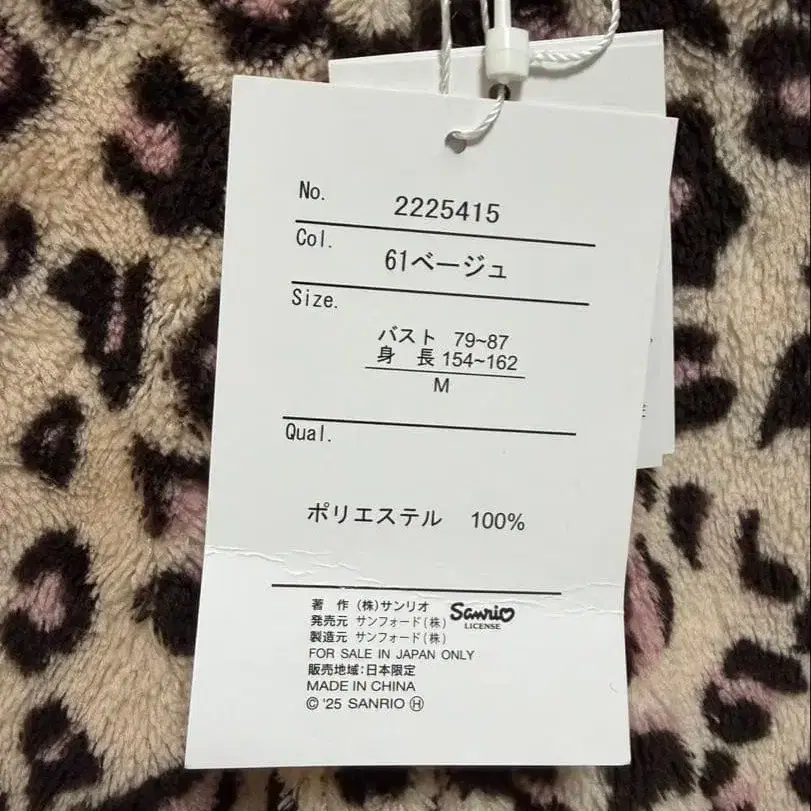 No. 2225415
Col. 61ベージュ
Size.
バスト 79~87
身 長 154~162
M
Qual.
ポリエステル 100%
著 作 (株)サンリオ
発売元 サンフォード(株)
製造元 サンフォード(株)
Sanrio
LICENSE
FOR SALE IN JAPAN ONLY
販売地域:日本限定
MADE IN CHINA
© '25 SANRIO Ⓗ